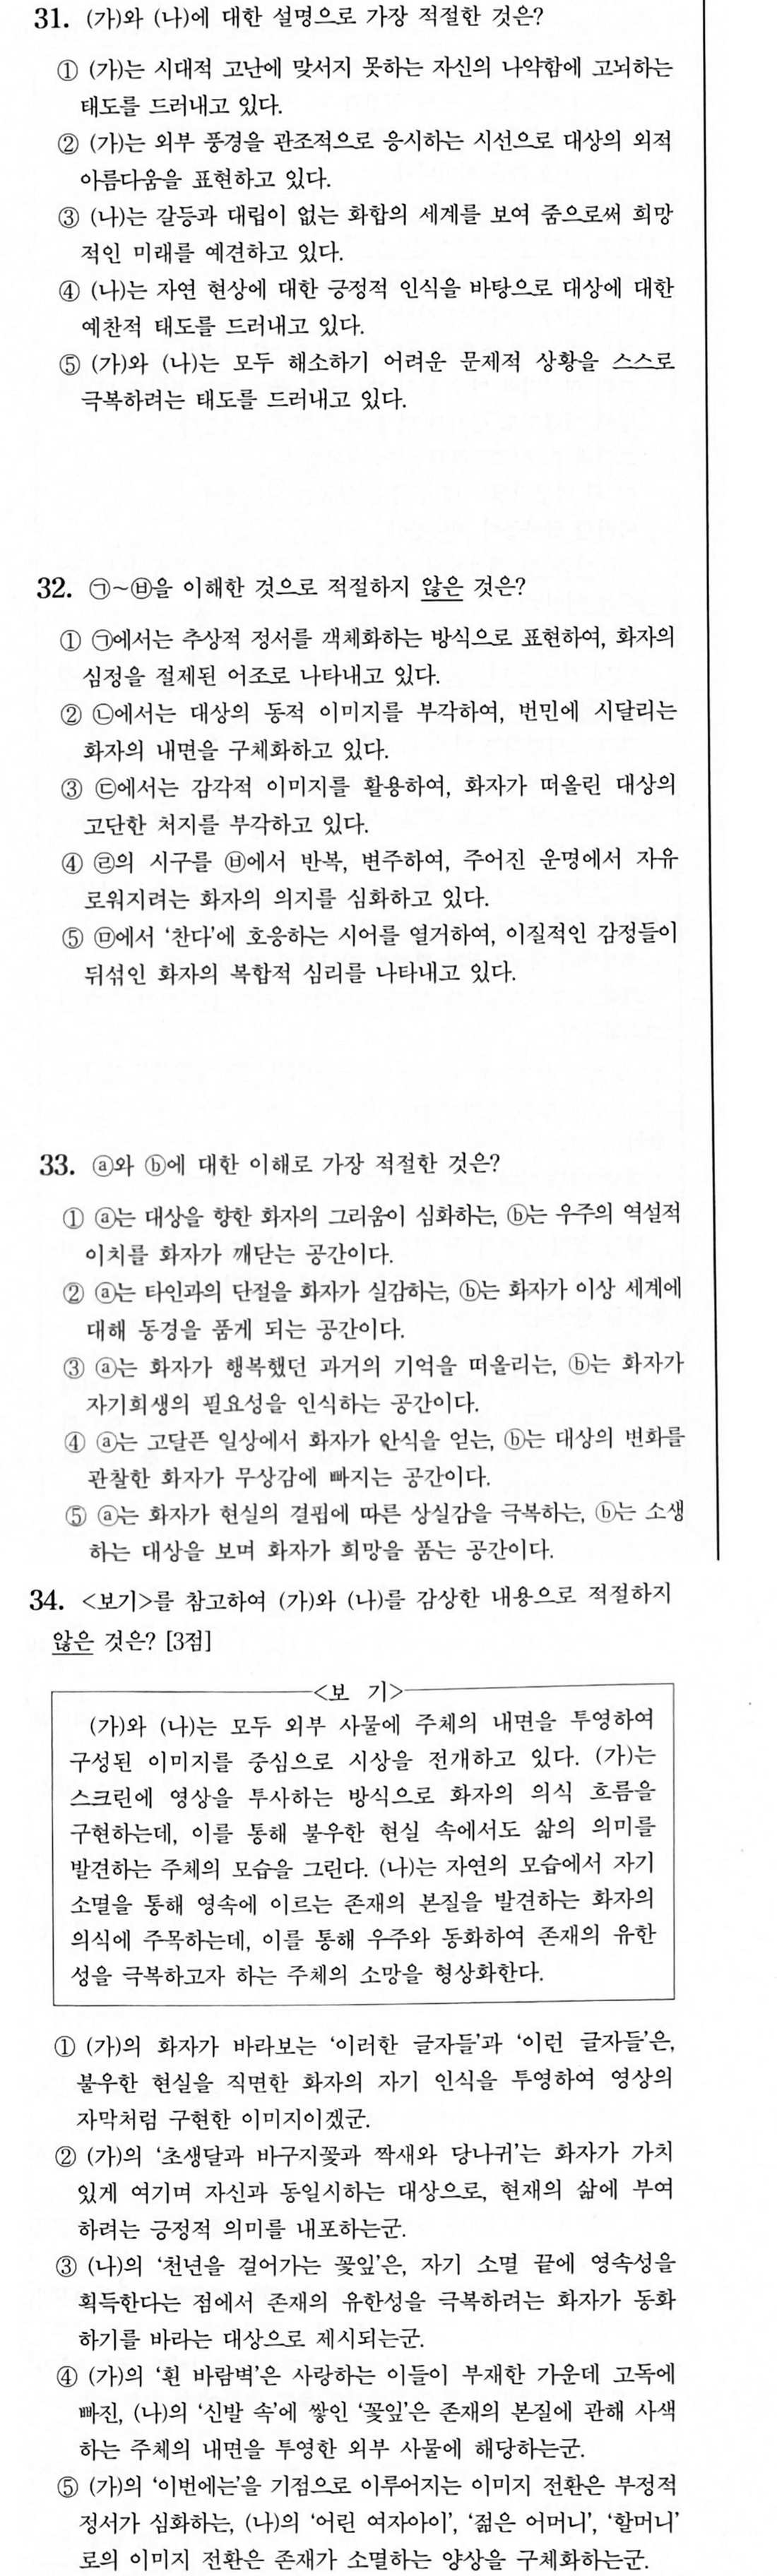 31. (가)와 (나)에 대한 설명으로 가장 적절한 것은?
① (가)는 시대적 고난에 맞서지 못하는 자신의 나약함에 고뇌하는
태도를 드러내고 있다.
② (가)는 외부 풍경을 관조적으로 응시하는 시선으로 대상의 외적
아름다움을 표현하고 있다.
③ (나)는 갈등과 대립이 없는 화합의 세계를 보여 줌으로써 희망
적인 미래를 예견하고 있다.
④ (나)는 자연 현상에 대한 긍정적 인식을 바탕으로 대상에 대한
예찬적 태도를 드러내고 있다.
⑤ (가)와 (나)는 모두 해소하기 어려운 문제적 상황을 스스로
극복하려는 태도를 드러내고 있다.
32. ㉠~㉥을 이해한 것으로 적절하지 않은 것은?
① ㉠에서는 추상적 정서를 객체화하는 방식으로 표현하여, 화자의
심정을 절제된 어조로 나타내고 있다.
② ㉡에서는 대상의 동적 이미지를 부각하여, 번민에 시달리는
화자의 내면을 구체화하고 있다.
③ ㉢에서는 감각적 이미지를 활용하여, 화자가 떠올린 대상의
고단한 처지를 부각하고 있다.
④ ㉣의 시구를 ㉥에서 반복, 변주하여, 주어진 운명에서 자유
로워지려는 화자의 의지를 심화하고 있다.
⑤ ㉤에서 ‘찬다’에 호응하는 시어를 열거하여, 이질적인 감정들이
뒤섞인 화자의 복합적 심리를 나타내고 있다.
33. ⓐ와 ⓑ에 대한 이해로 가장 적절한 것은?
① ⓐ는 대상을 향한 화자의 그리움이 심화하는, ⓑ는 우주의 역설적
이치를 화자가 깨닫는 공간이다.
② ⓐ는 타인과의 단절을 화자가 실감하는, ⓑ는 화자가 이상 세계에
대해 동경을 품게 되는 공간이다.
③ ⓐ는 화자가 행복했던 과거의 기억을 떠올리는, ⓑ는 화자가
자기희생의 필요성을 인식하는 공간이다.
④ ⓐ는 고달픈 일상에서 화자가 안식을 얻는, ⓑ는 대상의 변화를
관찰한 화자가 무상감에 빠지는 공간이다.
⑤ ⓐ는 화자가 현실의 결핍에 따른 상실감을 극복하는, ⓑ는 소생
하는 대상을 보며 화자가 희망을 품는 공간이다.
34. <보기>를 참고하여 (가)와 (나)를 감상한 내용으로 적절하지
않은 것은? [3점]
<보 기>
(가)와 (나)는 모두 외부 사물에 주체의 내면을 투영하여
구성된 이미지를 중심으로 시상을 전개하고 있다. (가)는
스크린에 영상을 투사하는 방식으로 화자의 의식 흐름을
구현하는데, 이를 통해 불우한 현실 속에서도 삶의 의미를
발견하는 주체의 모습을 그린다. (나)는 자연의 모습에서 자기
소멸을 통해 영속에 이르는 존재의 본질을 발견하는 화자의
의식에 주목하는데, 이를 통해 우주와 동화하여 존재의 유한
성을 극복하고자 하는 주체의 소망을 형상화한다.
① (가)의 화자가 바라보는 ‘이러한 글자들’과 ‘이런 글자들’은,
불우한 현실을 직면한 화자의 자기 인식을 투영하여 영상의
자막처럼 구현한 이미지이겠군.
② (가)의 ‘초생달과 바구지꽃과 짝새와 당나귀’는 화자가 가치
있게 여기며 자신과 동일시하는 대상으로, 현재의 삶에 부여
하려는 긍정적 의미를 내포하는군.
③ (나)의 ‘천년을 걸어가는 꽃잎’은, 자기 소멸 끝에 영속성을
획득한다는 점에서 존재의 유한성을 극복하려는 화자가 동화
하기를 바라는 대상으로 제시되는군.
④ (가)의 ‘흰 바람벽’은 사랑하는 이들이 부재한 가운데 고독에
빠진, (나)의 ‘신발 속’에 쌓인 ‘꽃잎’은 존재의 본질에 관해 사색
하는 주체의 내면을 투영한 외부 사물에 해당하는군.
⑤ (가)의 ‘이번에는’을 기점으로 이루어지는 이미지 전환은 부정적
정서가 심화하는, (나)의 ‘어린 여자아이’, ‘젊은 어머니’, ‘할머니’
로의 이미지 전환은 존재가 소멸하는 양상을 구체화하는군.